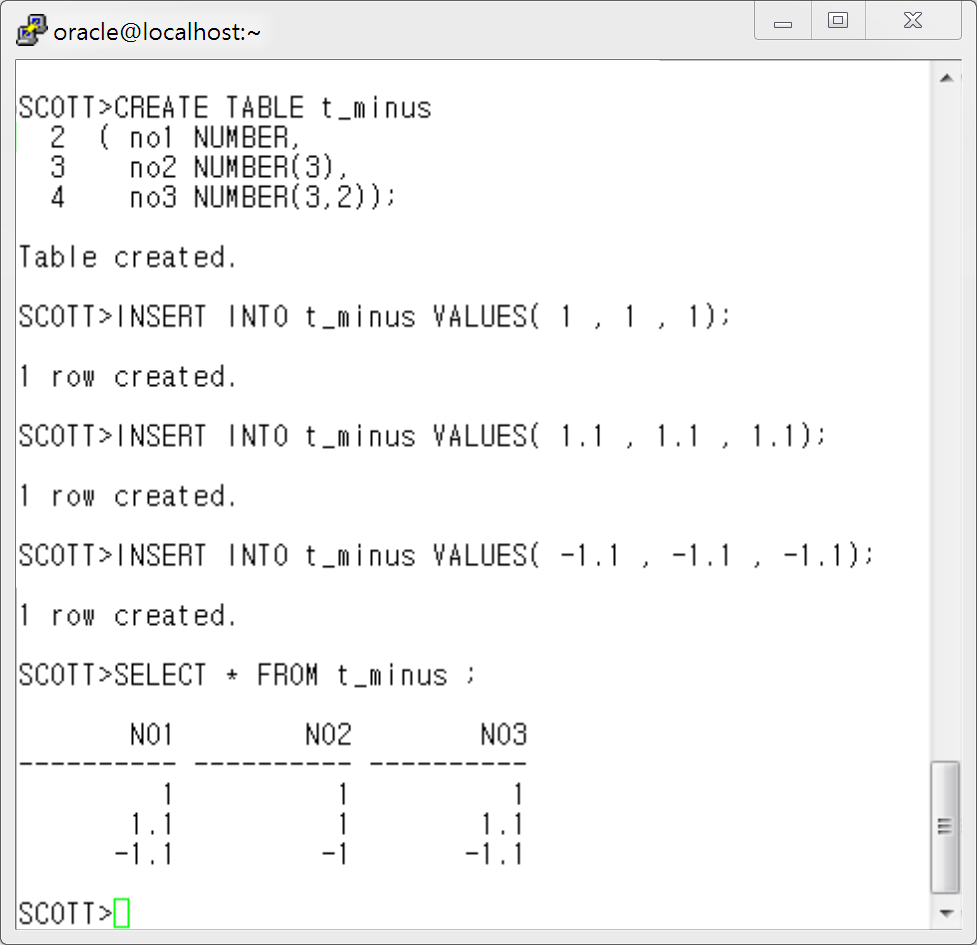 oracle@localhost:~
SCOTT>CREATE TABLE t_minus
  2  ( no1 NUMBER,
  3    no2 NUMBER(3),
  4    no3 NUMBER(3,2));
Table created.
SCOTT>INSERT INTO t_minus VALUES( 1 , 1 , 1);
1 row created.
SCOTT>INSERT INTO t_minus VALUES( 1.1 , 1.1 , 1.1);
1 row created.
SCOTT>INSERT INTO t_minus VALUES( -1.1 , -1.1 , -1.1);
1 row created.
SCOTT>SELECT * FROM t_minus ;
       NO1        NO2        NO3
---------- ---------- ----------
         1          1          1
       1.1          1        1.1
      -1.1         -1       -1.1
SCOTT>